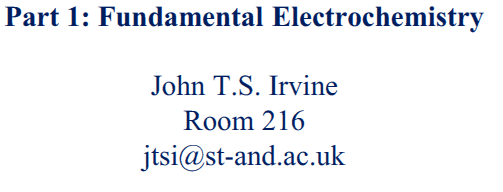 Part 1: Fundamental Electrochemistry
John T.S. Irvine
Room 216
jtsi@st-and.ac.uk